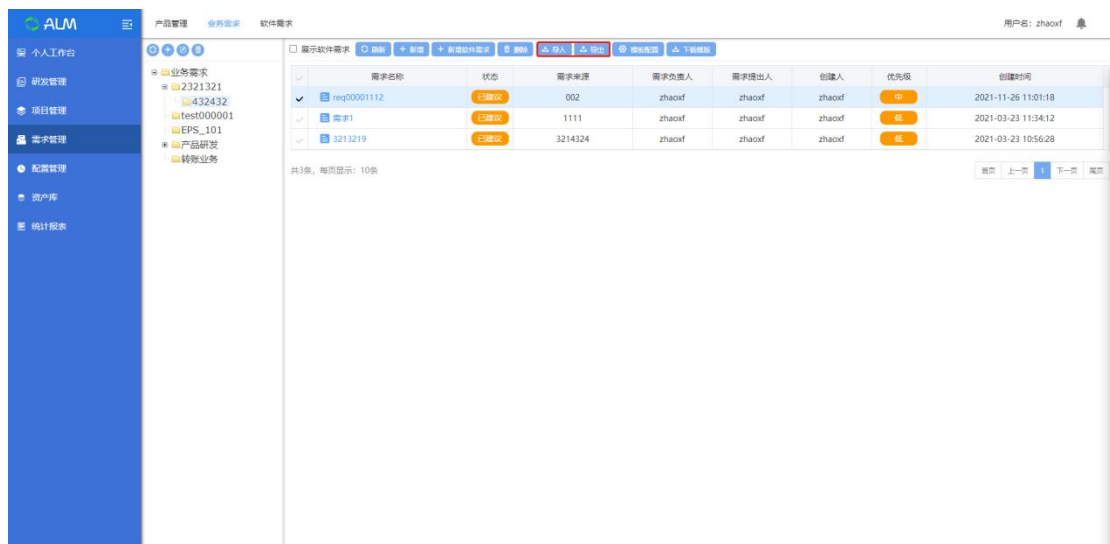 ALM
产品管理 业务需求 软件需求
用户名: zhaoxf
个人工作台
研发管理
项目管理
需求管理
配置管理
资产库
统计报表
业务需求
2321321
432432
test000001
EPS_101
产品研发
转账业务
展示软件需求 刷新 新增 新增软件需求 删除 导入 导出 模板配置 下载模板
需求名称 状态 需求来源 需求负责人 需求提出人 创建人 优先级 创建时间
req00001112 已建议 002 zhaoxf zhaoxf zhaoxf 中 2021-11-26 11:01:18
需求1 已建议 1111 zhaoxf zhaoxf zhaoxf 低 2021-03-23 11:34:12
3213219 已建议 3214324 zhaoxf zhaoxf zhaoxf 低 2021-03-23 10:56:28
共3条, 每页显示: 10条
首页 上一页 1 下一页 尾页